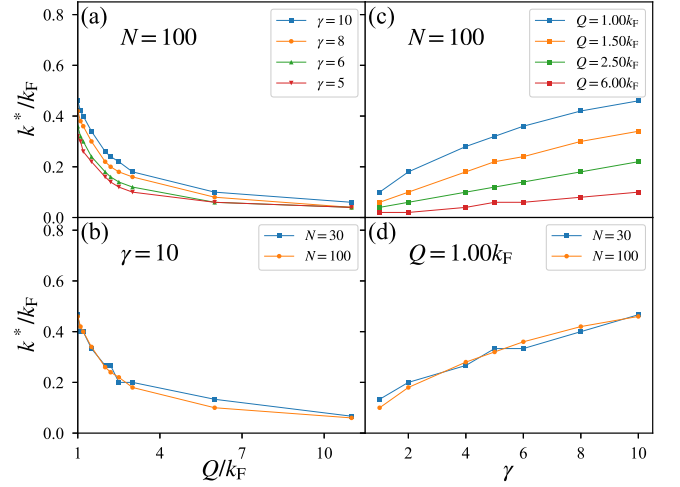 (a)
N = 100
γ = 10
γ = 8
γ = 6
γ = 5
k*/k_F
0.8
0.6
0.4
0.2
0.0
(c)
N = 100
Q = 1.00k_F
Q = 1.50k_F
Q = 2.50k_F
Q = 6.00k_F
(b)
γ = 10
N = 30
N = 100
k*/k_F
0.8
0.6
0.4
0.2
0.0
1 4 7 10
Q/k_F
(d)
Q = 1.00k_F
N = 30
N = 100
2 4 6 8 10
γ